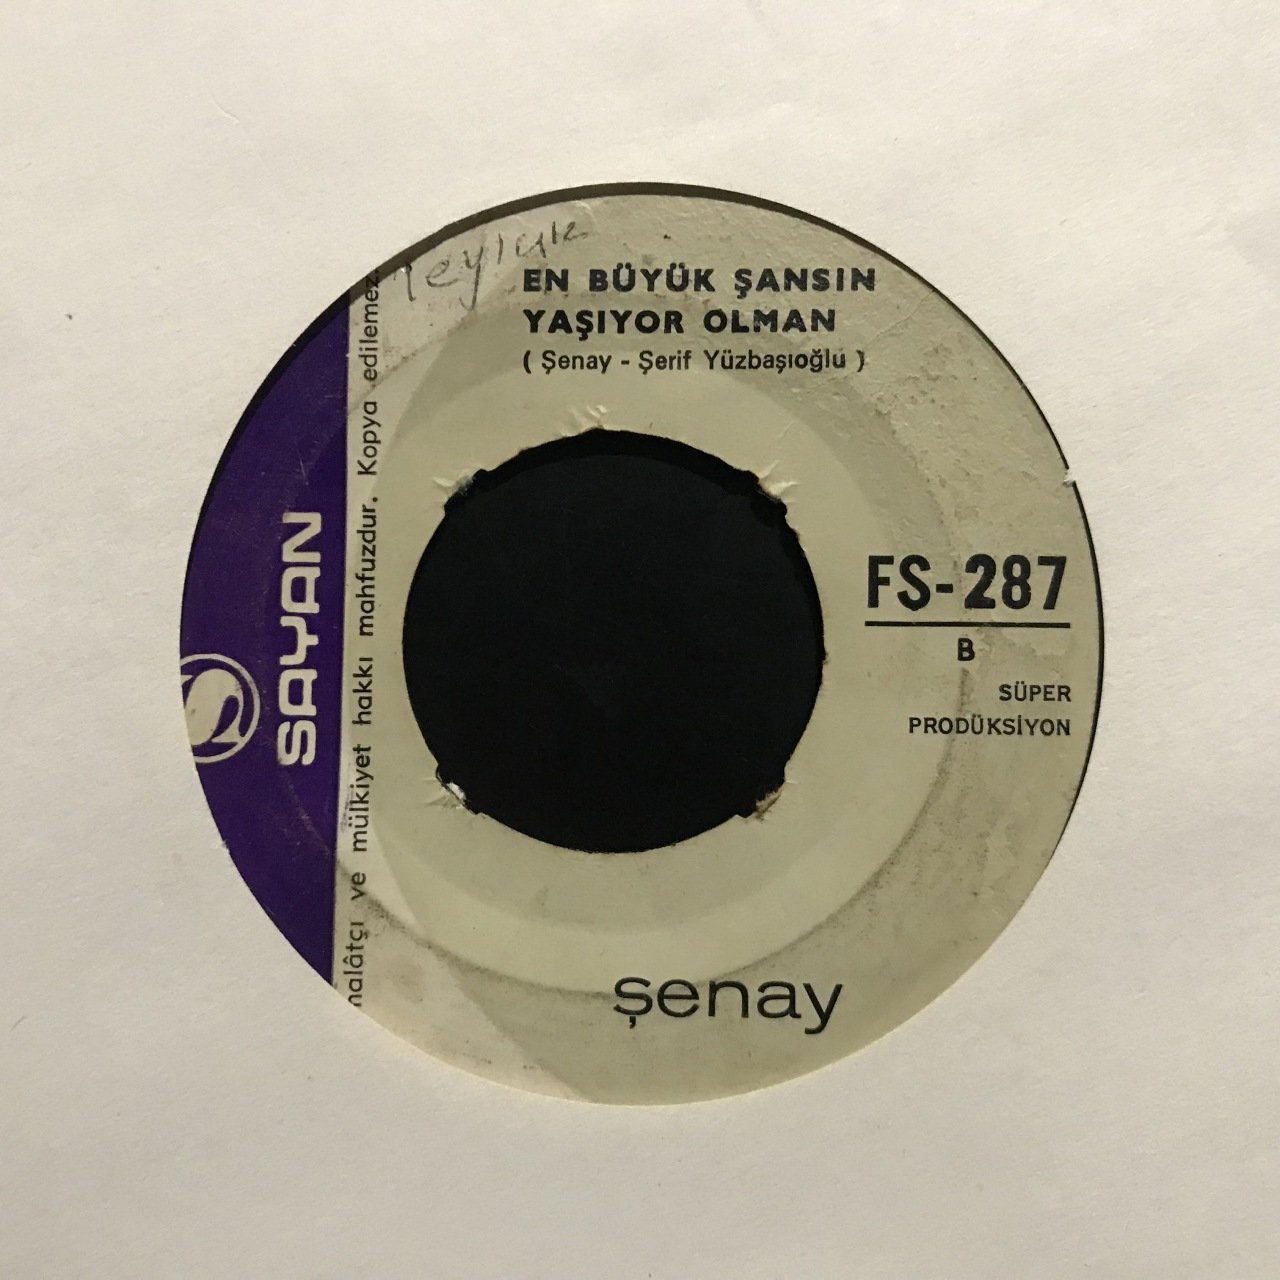 EN BÜYÜK ŞANSIN
YAŞIYOR OLMAN
( Şenay - Şerif Yüzbaşıoğlu )
SAYAN
ve mülkiyet hakkı mahfuzdur. Kopya edilemez.
FS-287
B
SÜPER
PRODÜKSİYON
şenay